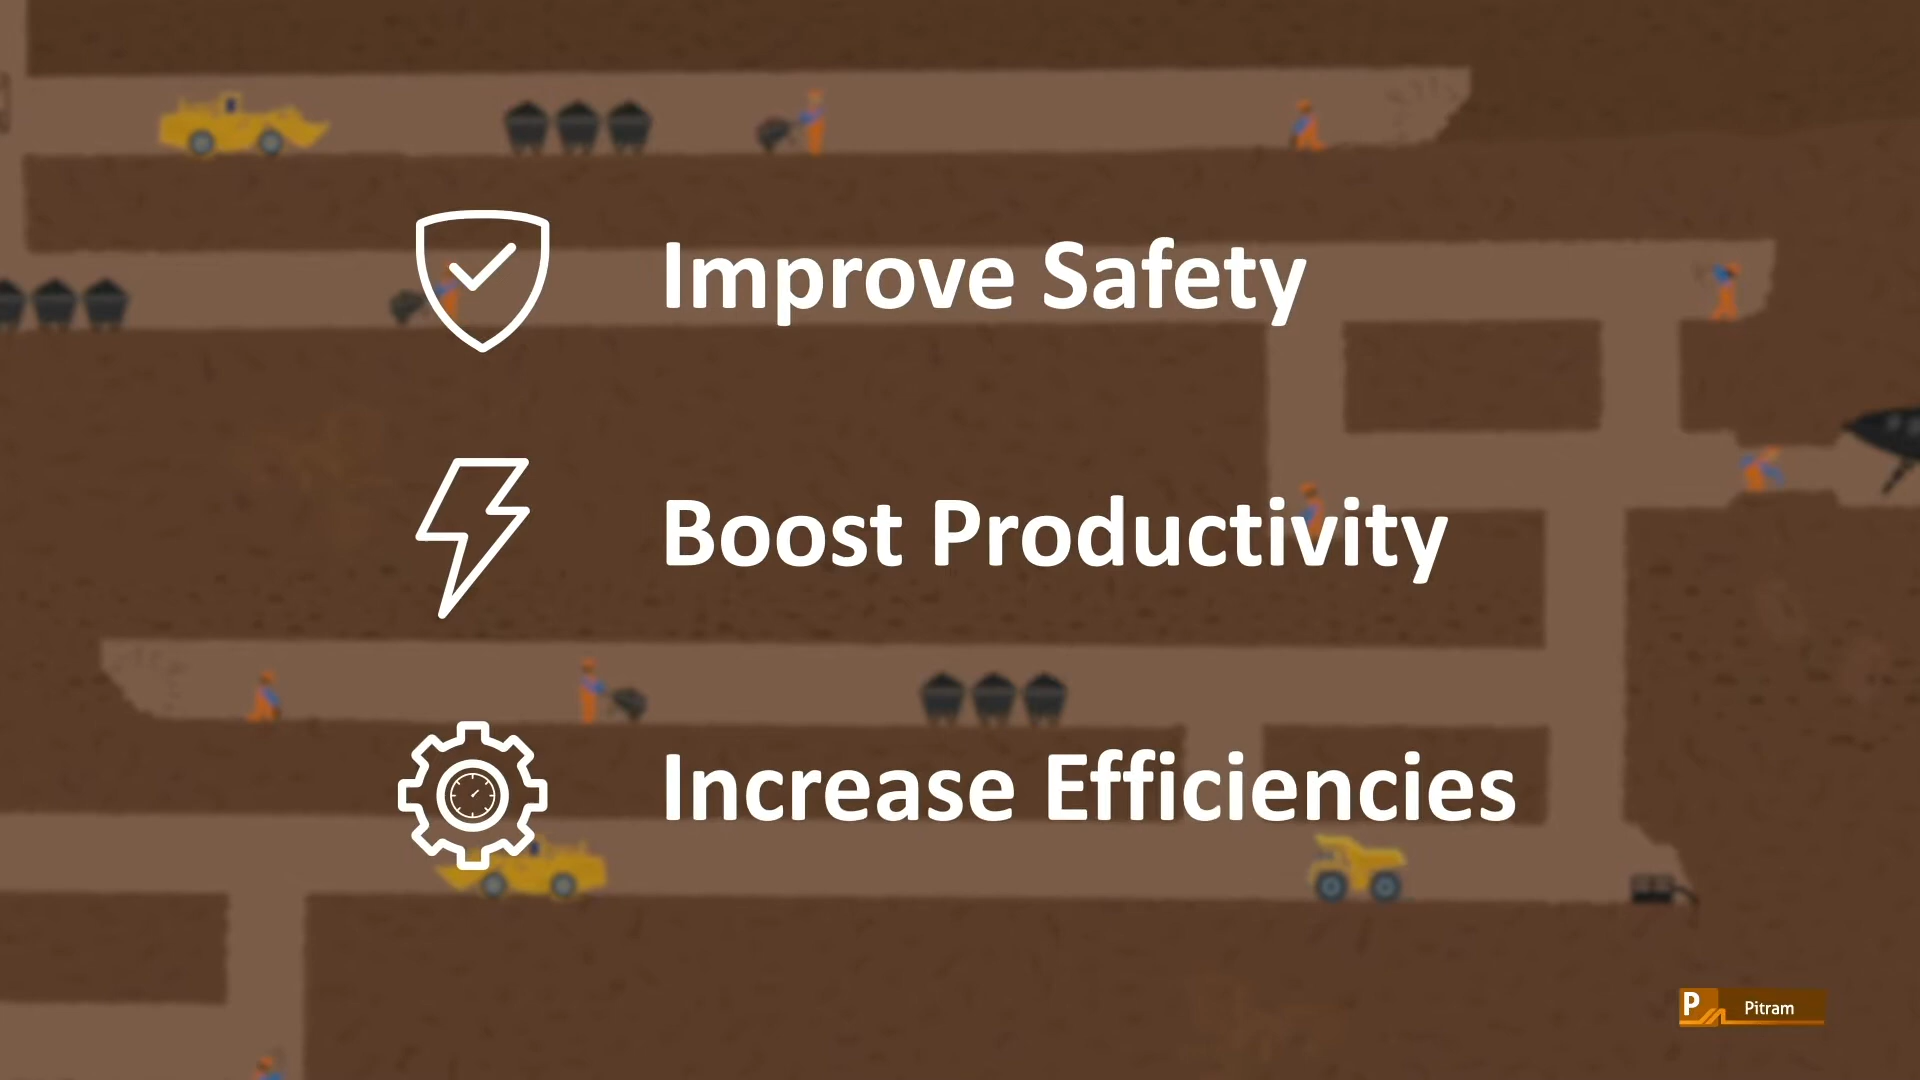 Improve Safety
Boost Productivity
Increase Efficiencies
P Pitram